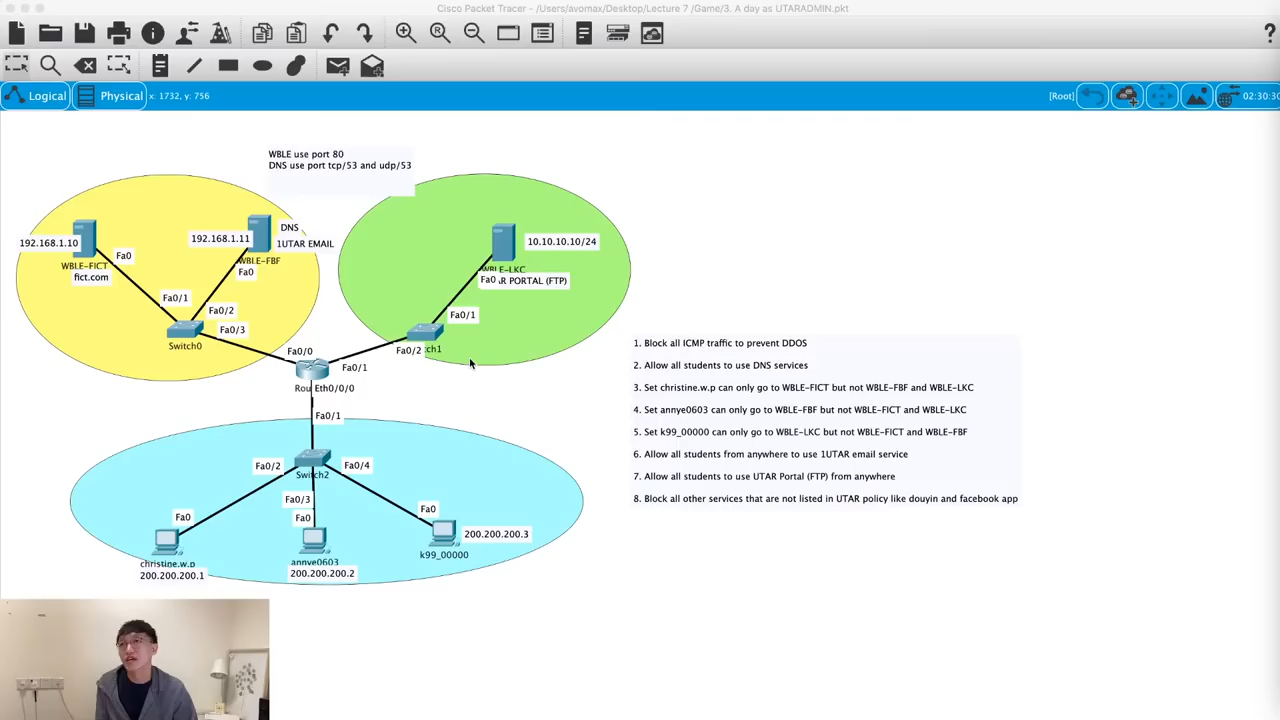 Cisco Packet Tracer - /Users/avomax/Desktop/Lecture 7 /Game/3. A day as UTARADMIN.pkt
?
Logical
Physical
x: 1732, y: 756
[Root]
02:30:30
WBLE use port 80
DNS use port tcp/53 and udp/53
192.168.1.10
WBLE-FICT
fict.com
Fa0
192.168.1.11
DNS
1UTAR EMAIL
WBLE-FBF
Fa0
Fa0/1
Fa0/2
Fa0/3
Switch0
10.10.10.10/24
WBLE-LKC
Fa0
R PORTAL (FTP)
Fa0/1
Fa0/2
ch1
Fa0/0
Fa0/1
Rou
Eth0/0/0
Fa0/1
Fa0/2
Fa0/4
Switch2
Fa0/3
Fa0
Fa0
Fa0
christine.w.p
200.200.200.1
annye0603
200.200.200.2
k99_00000
200.200.200.3
1. Block all ICMP traffic to prevent DDOS
2. Allow all students to use DNS services
3. Set christine.w.p can only go to WBLE-FICT but not WBLE-FBF and WBLE-LKC
4. Set annye0603 can only go to WBLE-FBF but not WBLE-FICT and WBLE-LKC
5. Set k99_00000 can only go to WBLE-LKC but not WBLE-FICT and WBLE-FBF
6. Allow all students from anywhere to use 1UTAR email service
7. Allow all students to use UTAR Portal (FTP) from anywhere
8. Block all other services that are not listed in UTAR policy like douyin and facebook app